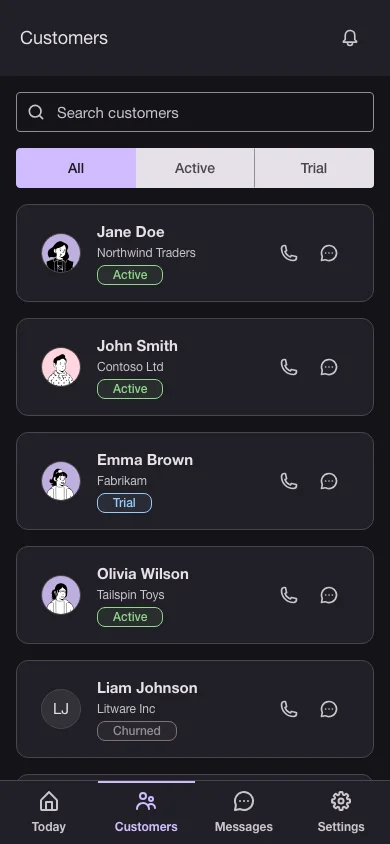 Customers
Search customers
All
Active
Trial
Jane Doe
Northwind Traders
Active
John Smith
Contoso Ltd
Active
Emma Brown
Fabrikam
Trial
Olivia Wilson
Tailspin Toys
Active
LJ
Liam Johnson
Litware Inc
Churned
Today
Customers
Messages
Settings